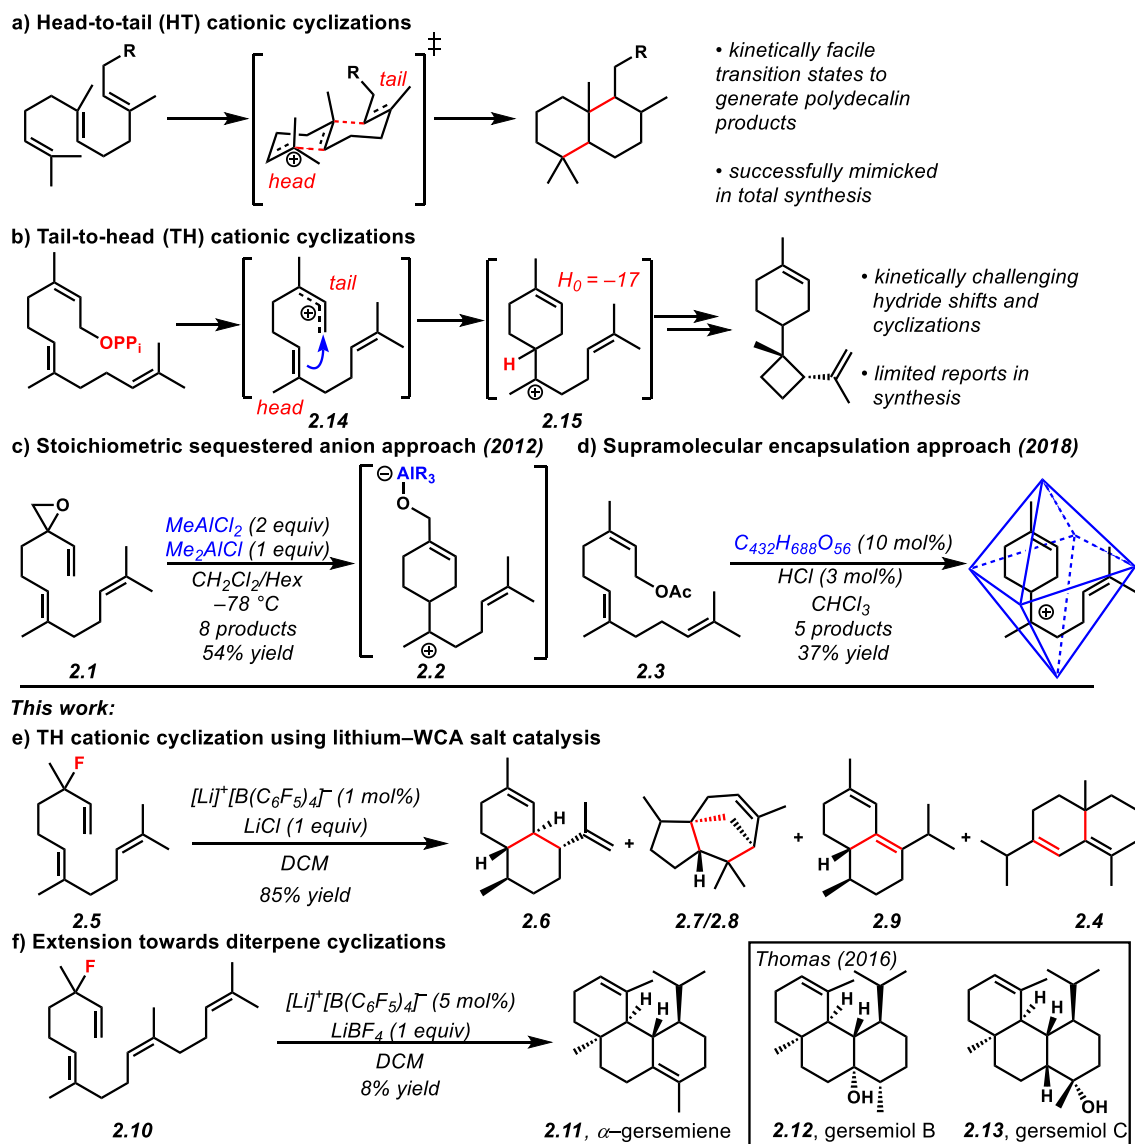 a) Head-to-tail (HT) cationic cyclizations
R
‡
R
tail
⊕
head
R
• kinetically facile
transition states to
generate polydecalin
products
• successfully mimicked
in total synthesis
b) Tail-to-head (TH) cationic cyclizations
OPPi
tail
⊕
head
2.14
H0 = –17
H
⊕
2.15
• kinetically challenging
hydride shifts and
cyclizations
• limited reports in
synthesis
c) Stoichiometric sequestered anion approach (2012)
O
2.1
MeAlCl2 (2 equiv)
Me2AlCl (1 equiv)
CH2Cl2/Hex
–78 °C
8 products
54% yield
⊖ AlR3
O
⊕
2.2
d) Supramolecular encapsulation approach (2018)
OAc
2.3
C432H688O56 (10 mol%)
HCl (3 mol%)
CHCl3
5 products
37% yield
⊕
This work:
e) TH cationic cyclization using lithium–WCA salt catalysis
F
2.5
[Li]+[B(C6F5)4]– (1 mol%)
LiCl (1 equiv)
DCM
85% yield
H
H
2.6
+
H
2.7/2.8
+
H
2.9
+
2.4
f) Extension towards diterpene cyclizations
F
2.10
[Li]+[B(C6F5)4]– (5 mol%)
LiBF4 (1 equiv)
DCM
8% yield
H
H
2.11, α–gersemiene
Thomas (2016)
H
H
OH
2.12, gersemiol B
H
H
H
OH
2.13, gersemiol C